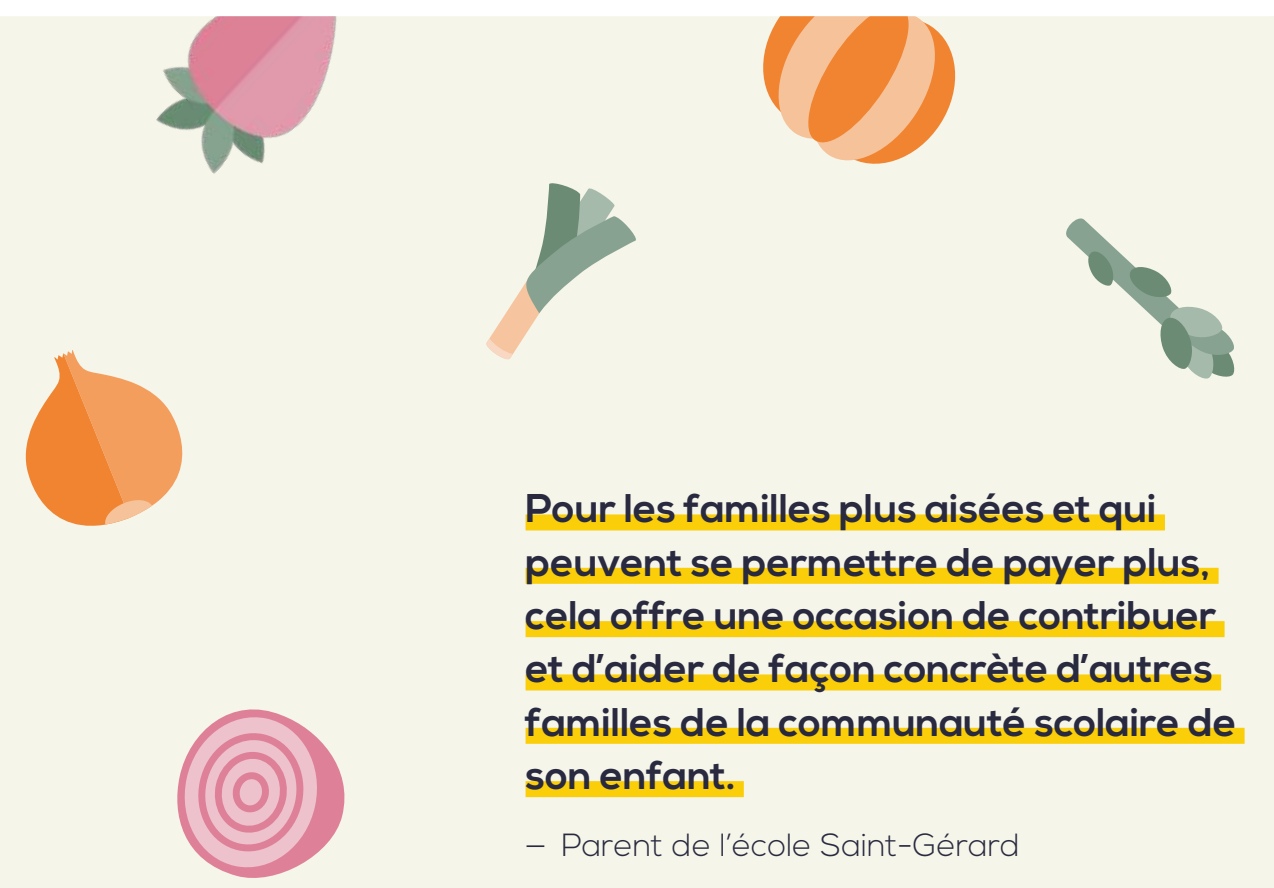 Pour les familles plus aisées et qui
peuvent se permettre de payer plus,
cela offre une occasion de contribuer
et d’aider de façon concrète d’autres
familles de la communauté scolaire de
son enfant.
— Parent de l’école Saint-Gérard